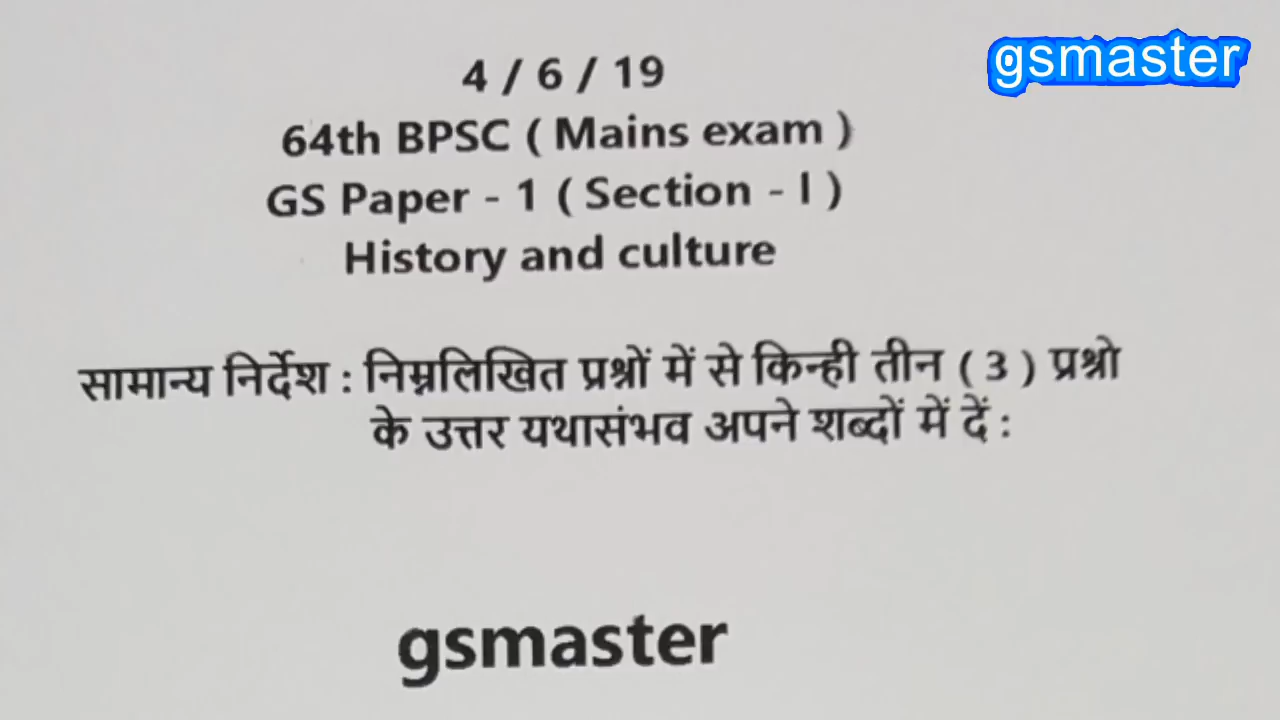 gsmaster
4 / 6 / 19
64th BPSC ( Mains exam )
GS Paper - 1 ( Section - I )
History and culture
सामान्य निर्देश : निम्नलिखित प्रश्नों में से किन्ही तीन ( 3 ) प्रश्नो
के उत्तर यथासंभव अपने शब्दों में दें :
gsmaster